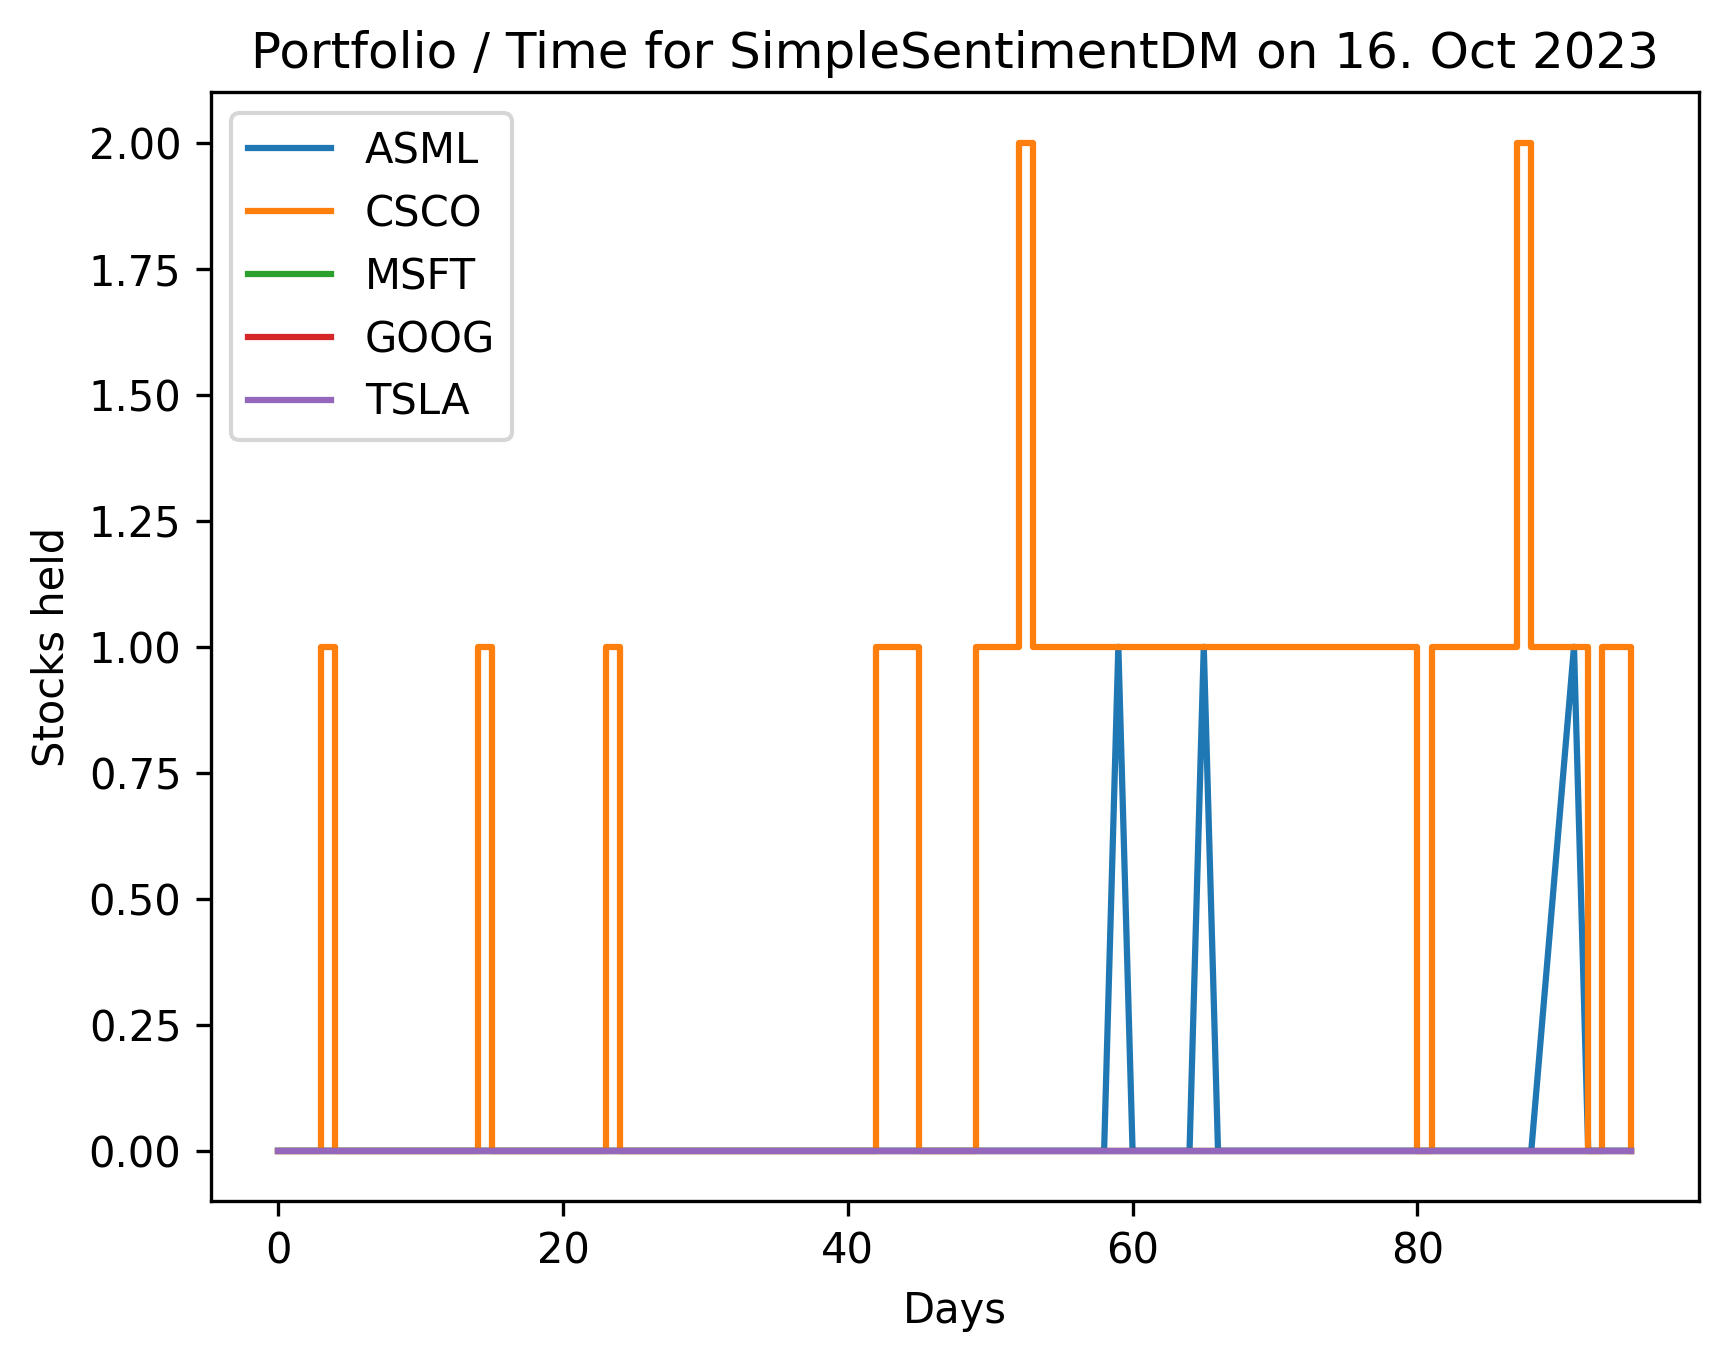 Portfolio / Time for SimpleSentimentDM on 16. Oct 2023
ASML
CSCO
MSFT
GOOG
TSLA
2.00
1.75
1.50
1.25
1.00
0.75
0.50
0.25
0.00
Stocks held
0 20 40 60 80
Days